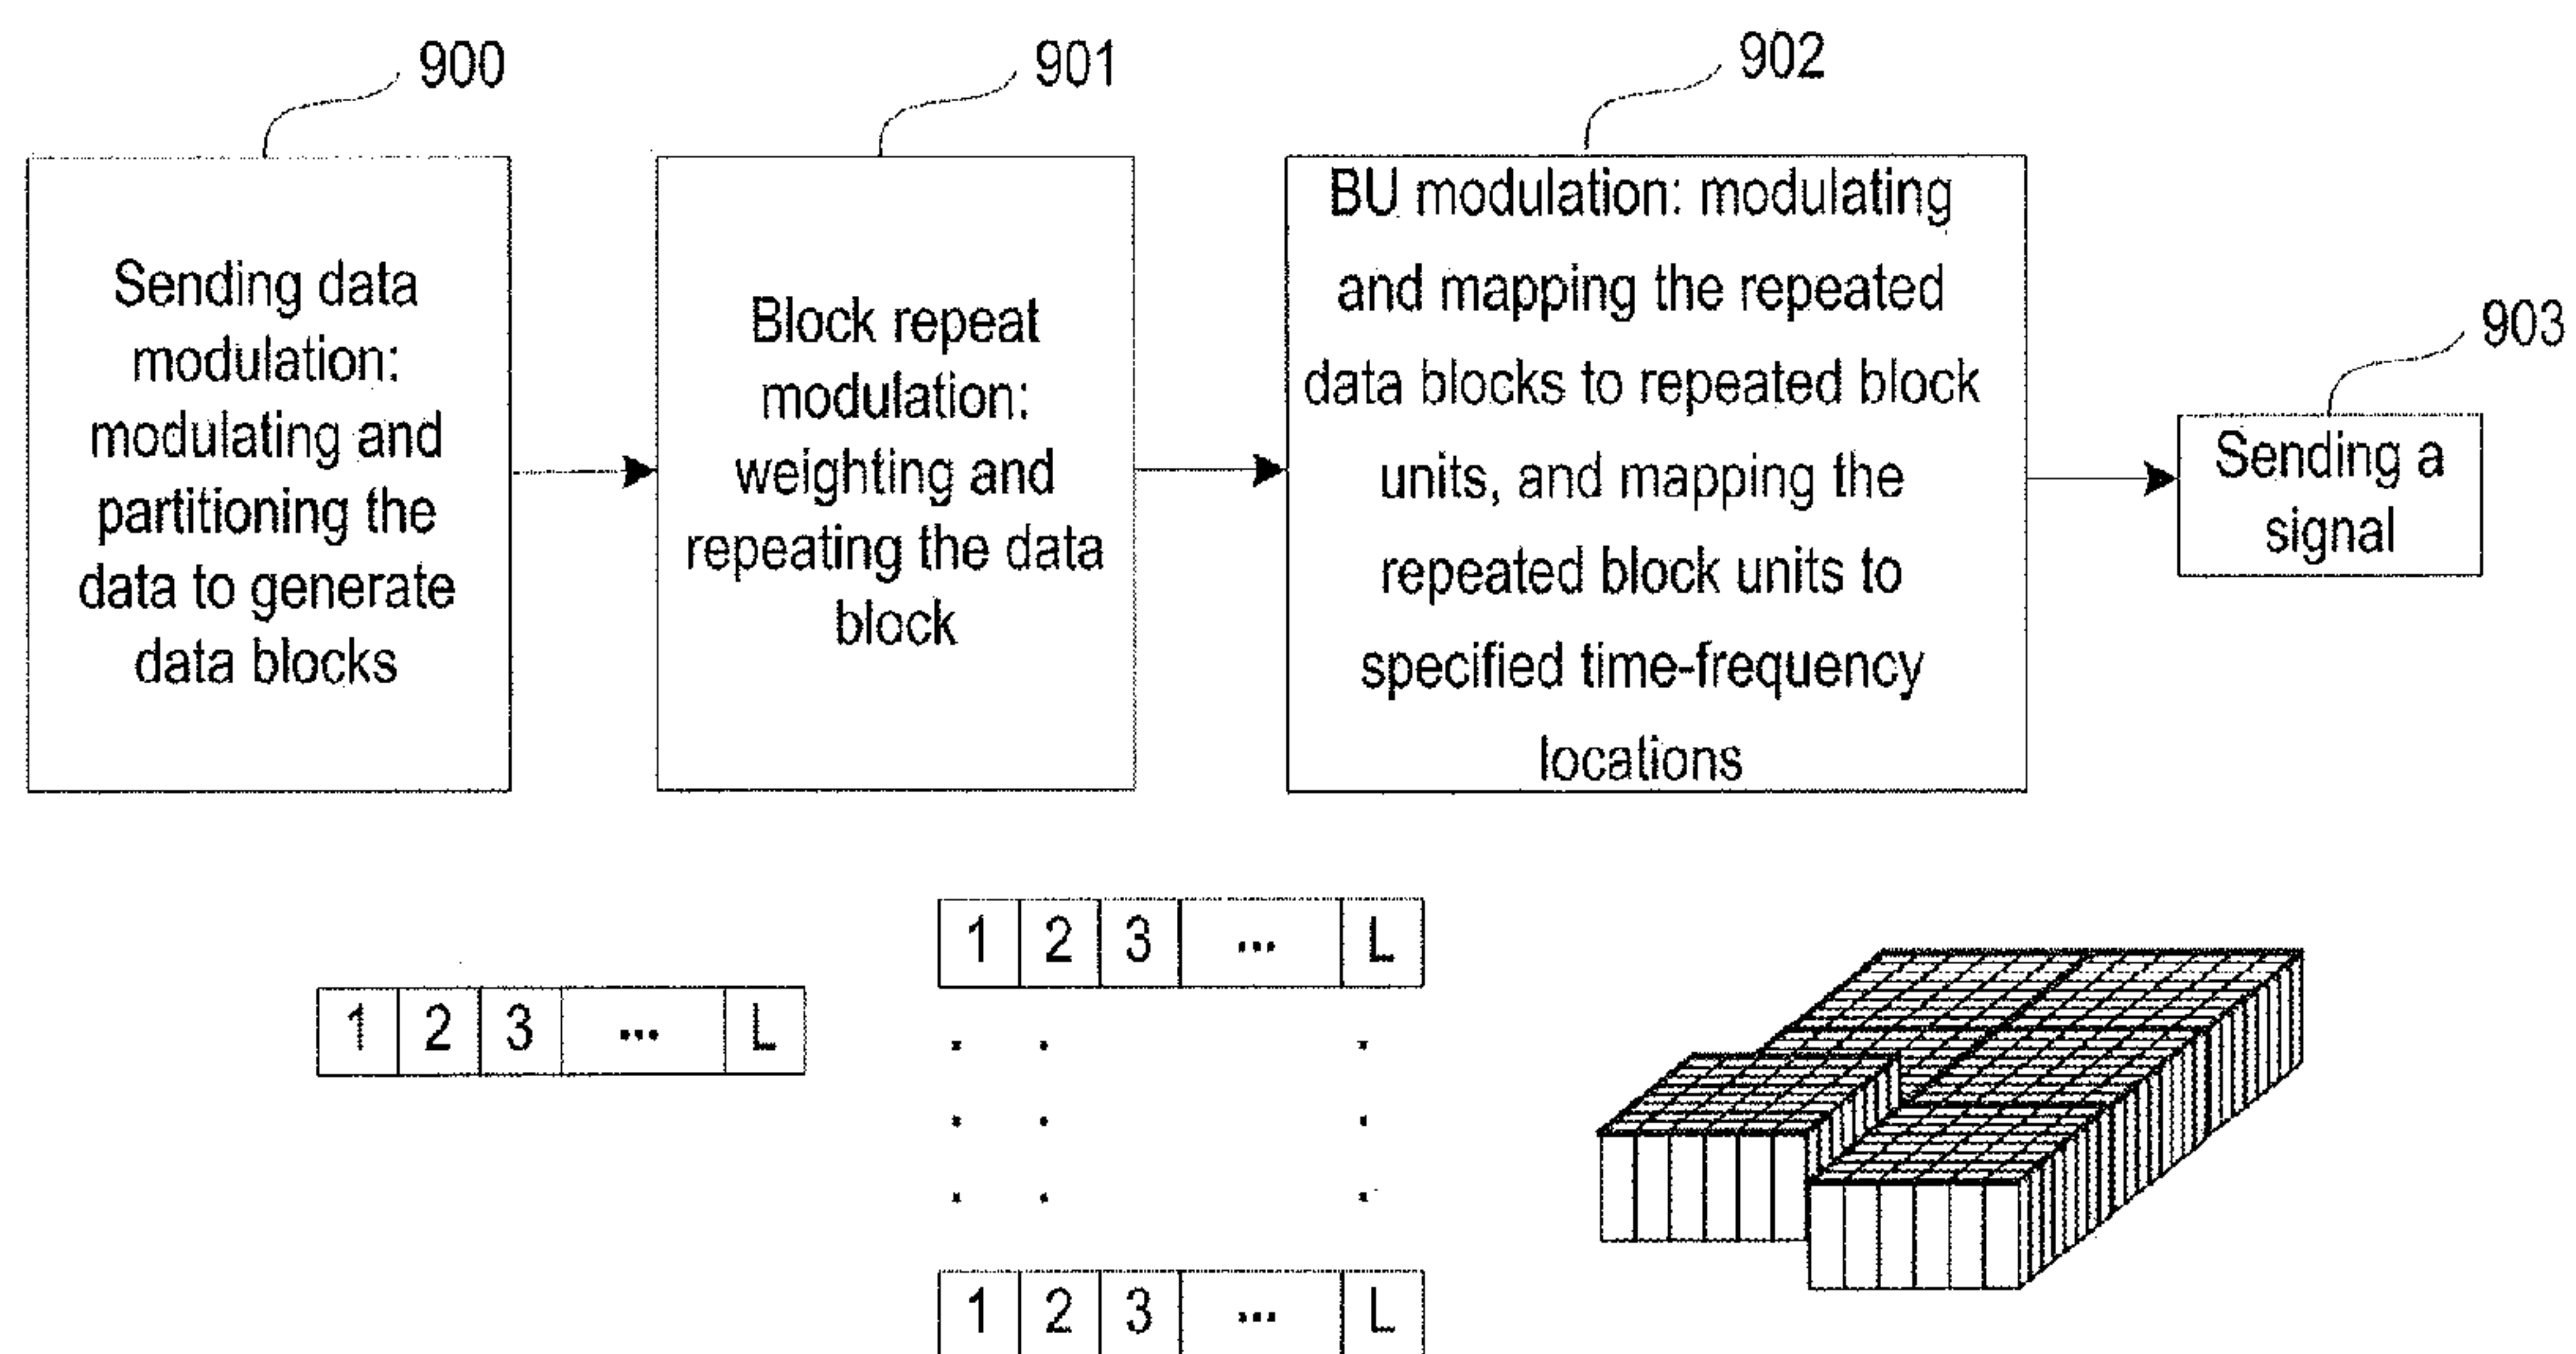 900
901
902
903
Sending data
modulation:
modulating and
partitioning the
data to generate
data blocks
Block repeat
modulation:
weighting and
repeating the data
block
BU modulation: modulating
and mapping the repeated
data blocks to repeated block
units, and mapping the
repeated block units to
specified time-frequency
locations
Sending a
signal
1 2 3 ... L
1 2 3 ... L
1 2 3 ... L